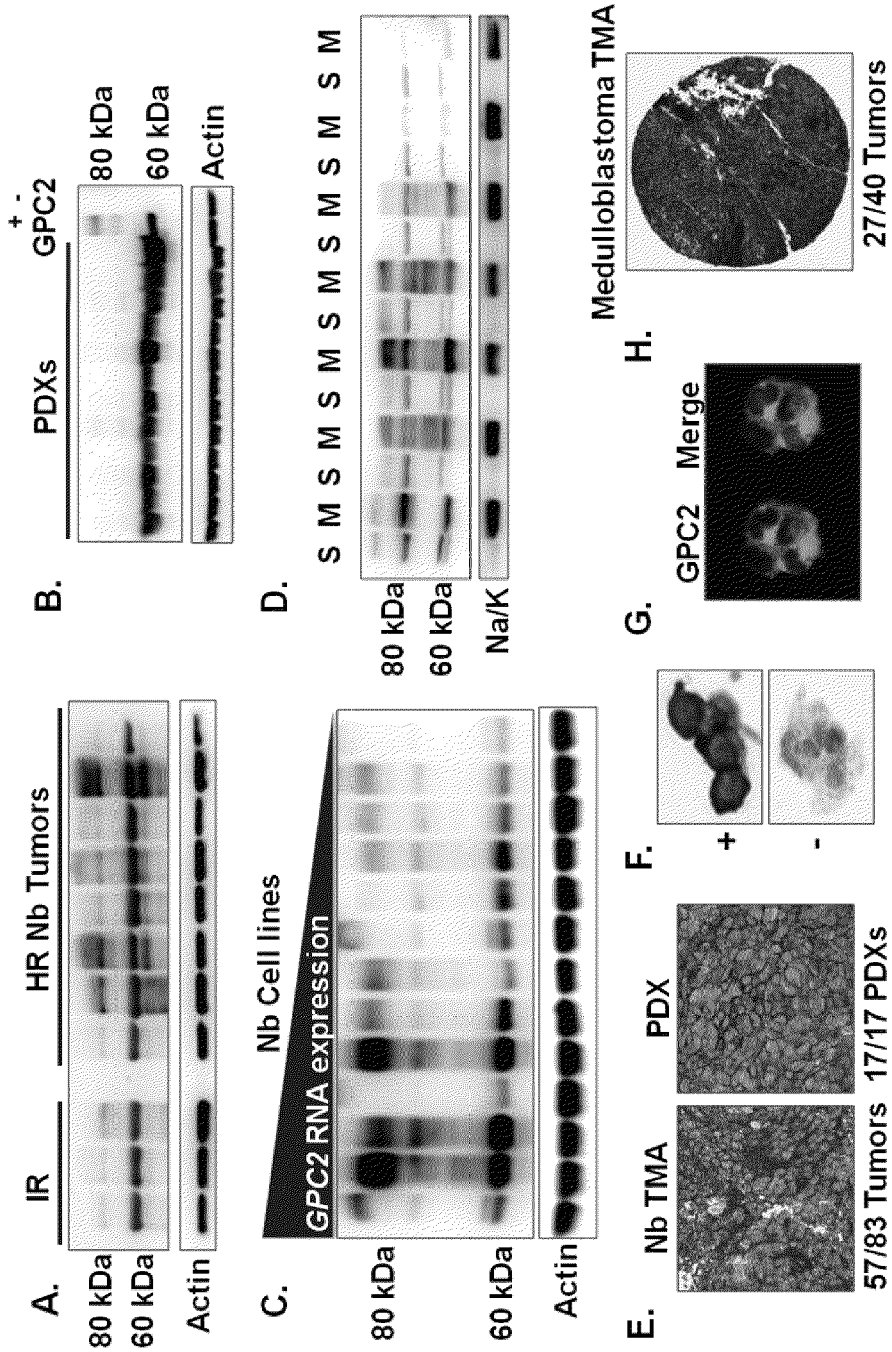 A.
IR
HR Nb Tumors
80 kDa
60 kDa
Actin
B.
PDXs
+ -
GPC2
80 kDa
60 kDa
Actin
C.
Nb Cell lines
GPC2 RNA expression
80 kDa
60 kDa
Actin
D.
S M S M S M S M S M S M S M
80 kDa
60 kDa
Na/K
E.
Nb TMA
PDX
57/83 Tumors
17/17 PDXs
F.
+
-
G.
GPC2
Merge
H.
Medulloblastoma TMA
27/40 Tumors